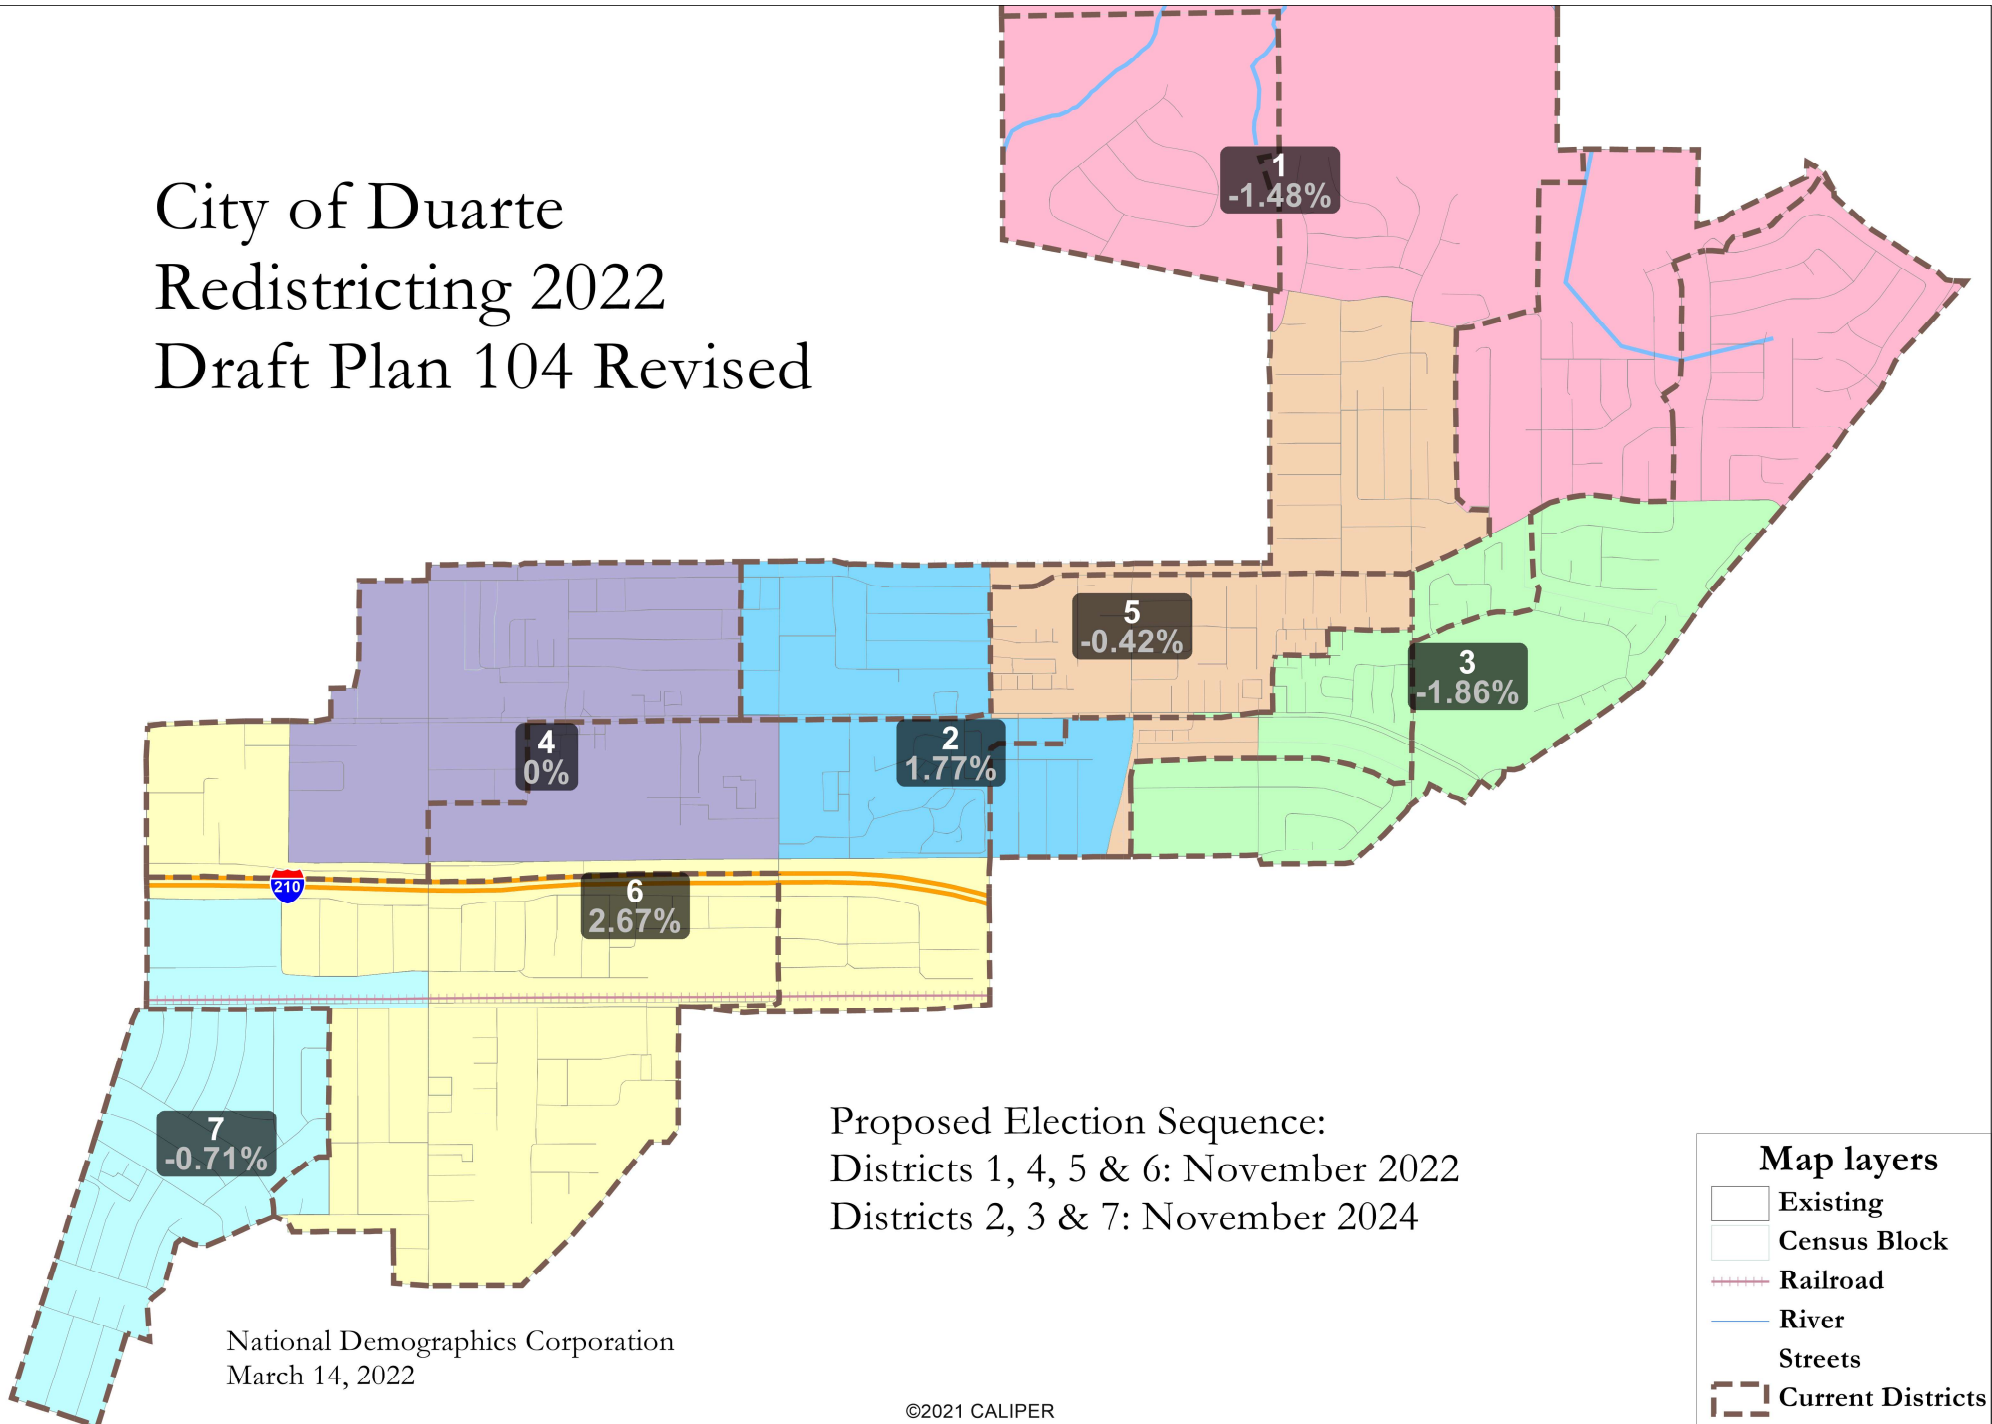 City of Duarte
Redistricting 2022
Draft Plan 104 Revised
1
-1.48%
5
-0.42%
3
-1.86%
4
0%
2
1.77%
210
6
2.67%
7
-0.71%
Proposed Election Sequence:
Districts 1, 4, 5 & 6: November 2022
Districts 2, 3 & 7: November 2024
National Demographics Corporation
March 14, 2022
©2021 CALIPER
Map layers
Existing
Census Block
Railroad
River
Streets
Current Districts